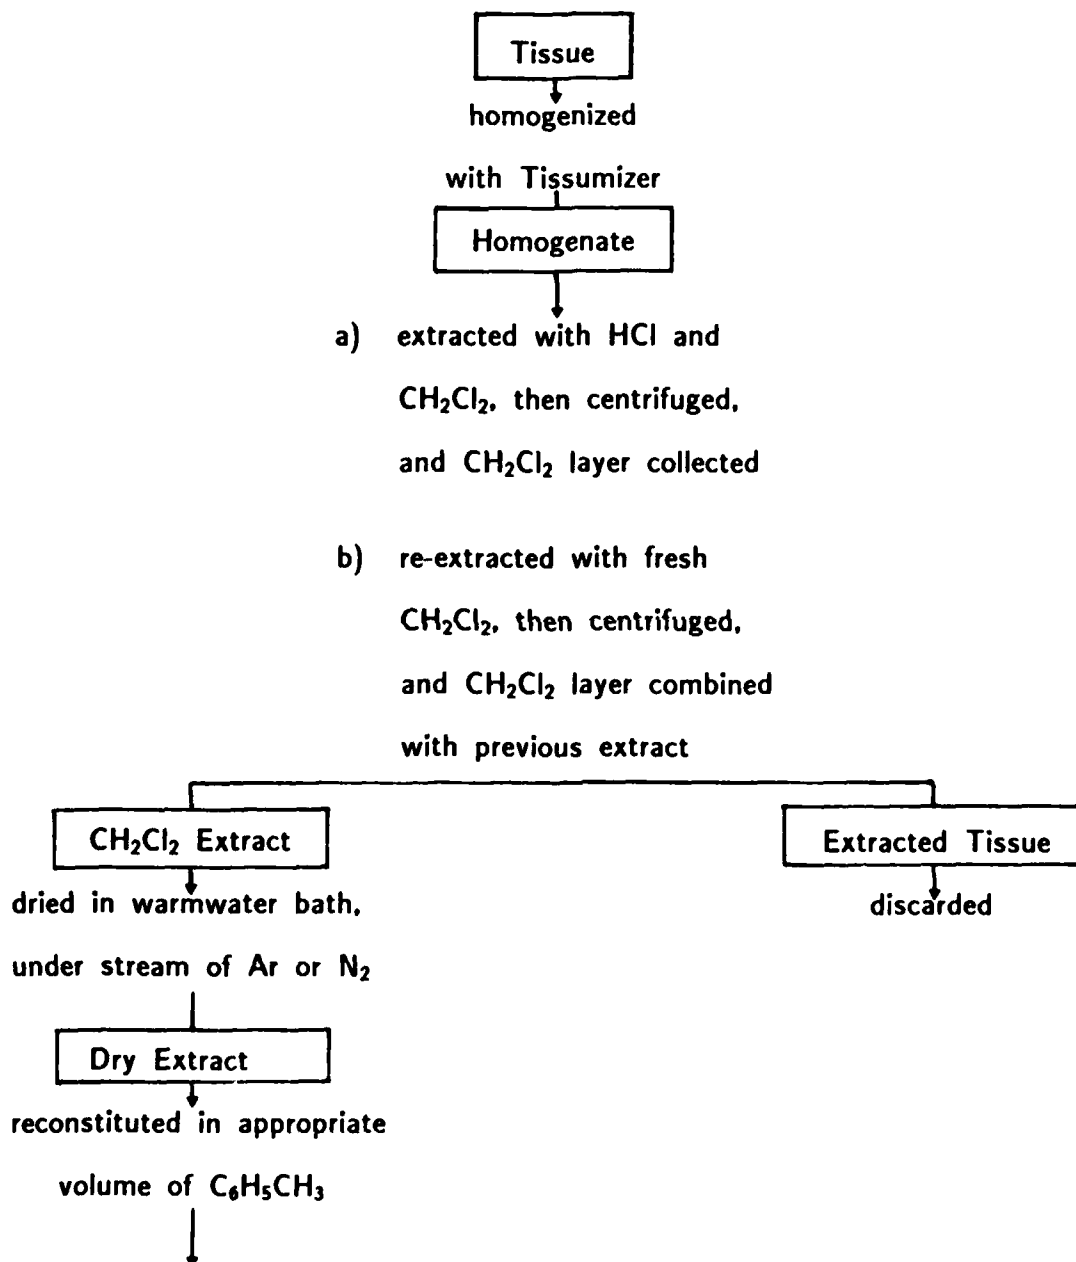 Tissue
homogenized
with Tissumizer
Homogenate
a) extracted with HCl and
CH₂Cl₂, then centrifuged,
and CH₂Cl₂ layer collected
b) re-extracted with fresh
CH₂Cl₂, then centrifuged,
and CH₂Cl₂ layer combined
with previous extract
CH₂Cl₂ Extract
dried in warmwater bath,
under stream of Ar or N₂
Dry Extract
reconstituted in appropriate
volume of C₆H₅CH₃
Extracted Tissue
discarded